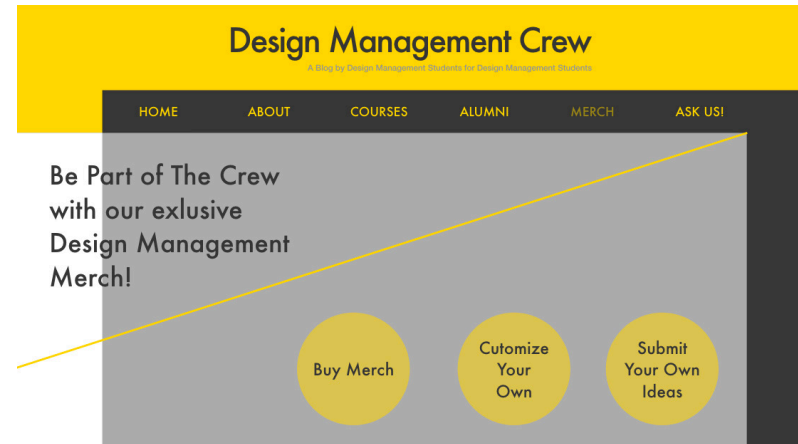 Design Management Crew
A Blog by Design Management Students for Design Management Students
HOME ABOUT COURSES ALUMNI MERCH ASK US!
Be Part of The Crew
with our exlusive
Design Management
Merch!
Buy Merch
Cutomize
Your
Own
Submit
Your Own
Ideas